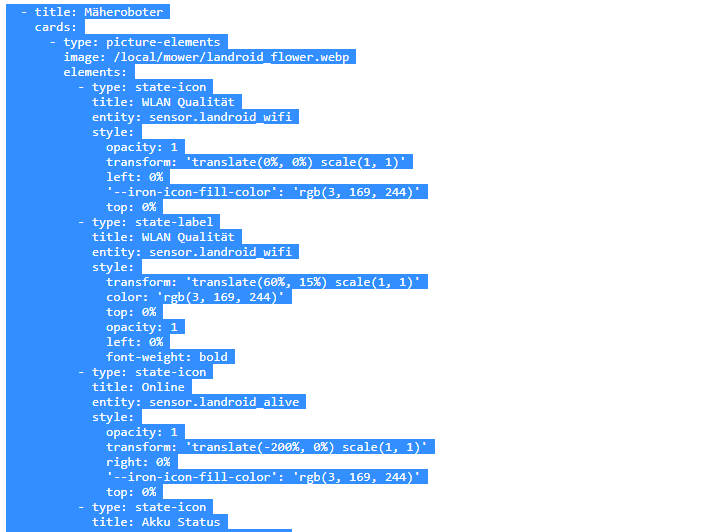 - title: Mäheroboter
cards:
- type: picture-elements
image: /local/mower/landroid_flower.webp
elements:
- type: state-icon
title: WLAN Qualität
entity: sensor.landroid_wifi
style:
opacity: 1
transform: 'translate(0%, 0%) scale(1, 1)'
left: 0%
'--iron-icon-fill-color': 'rgb(3, 169, 244)'
top: 0%
- type: state-label
title: WLAN Qualität
entity: sensor.landroid_wifi
style:
transform: 'translate(60%, 15%) scale(1, 1)'
color: 'rgb(3, 169, 244)'
top: 0%
opacity: 1
left: 0%
font-weight: bold
- type: state-icon
title: Online
entity: sensor.landroid_alive
style:
opacity: 1
transform: 'translate(-200%, 0%) scale(1, 1)'
right: 0%
'--iron-icon-fill-color': 'rgb(3, 169, 244)'
top: 0%
- type: state-icon
title: Akku Status